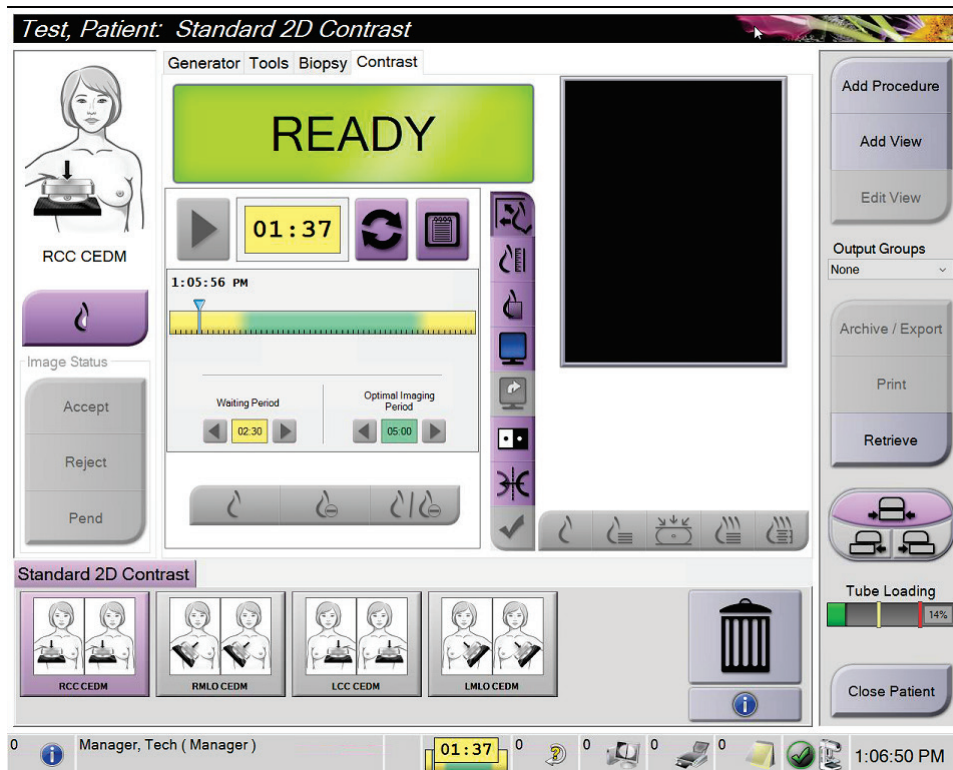 Test, Patient:  Standard 2D Contrast
Generator Tools Biopsy Contrast
READY
RCC CEDM
01:37
1:05:56 PM
Waiting Period
02:30
Optimal Imaging
Period
05:00
Image Status
Accept
Reject
Pend
Add Procedure
Add View
Edit View
Output Groups
None
Archive / Export
Print
Retrieve
Tube Loading
14%
Close Patient
Standard 2D Contrast
RCC CEDM
RMLO CEDM
LCC CEDM
LMLO CEDM
0
Manager, Tech ( Manager )
01:37
0
0
0
0
1:06:50 PM